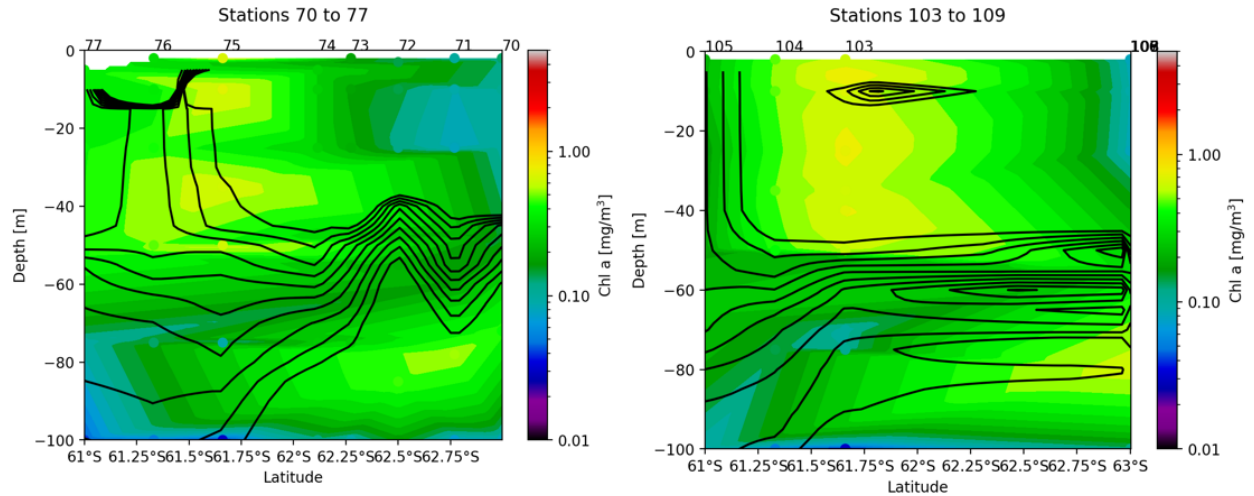 Stations 70 to 77
77 76 75 74 73 72 71 70
0
−20
−40
−60
−80
−100
Depth [m]
61°S 61.25°S 61.5°S 61.75°S 62°S 62.25°S 62.5°S 62.75°S
Latitude
1.00
0.10
0.01
Chl a [mg/m³]
Stations 103 to 109
105 104 103
0
−20
−40
−60
−80
−100
Depth [m]
61°S 61.25°S 61.5°S 61.75°S 62°S 62.25°S 62.5°S 62.75°S 63°S
Latitude
1.00
0.10
0.01
Chl a [mg/m³]